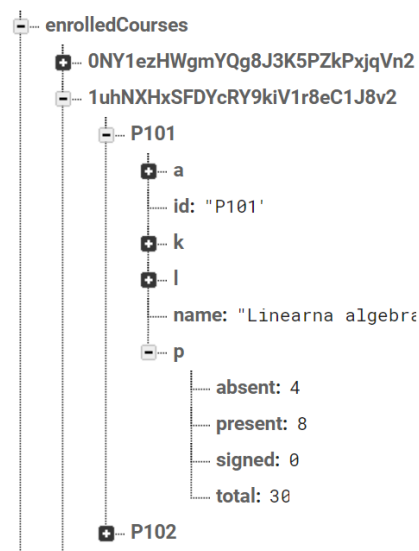 enrolledCourses
0NY1ezHWgmYQg8J3K5PZkPxjqVn2
1uhNXHxSFDYcRY9kiV1r8eC1J8v2
P101
a
id: "P101'
k
l
name: "Linearna algebra
p
absent: 4
present: 8
signed: 0
total: 30
P102